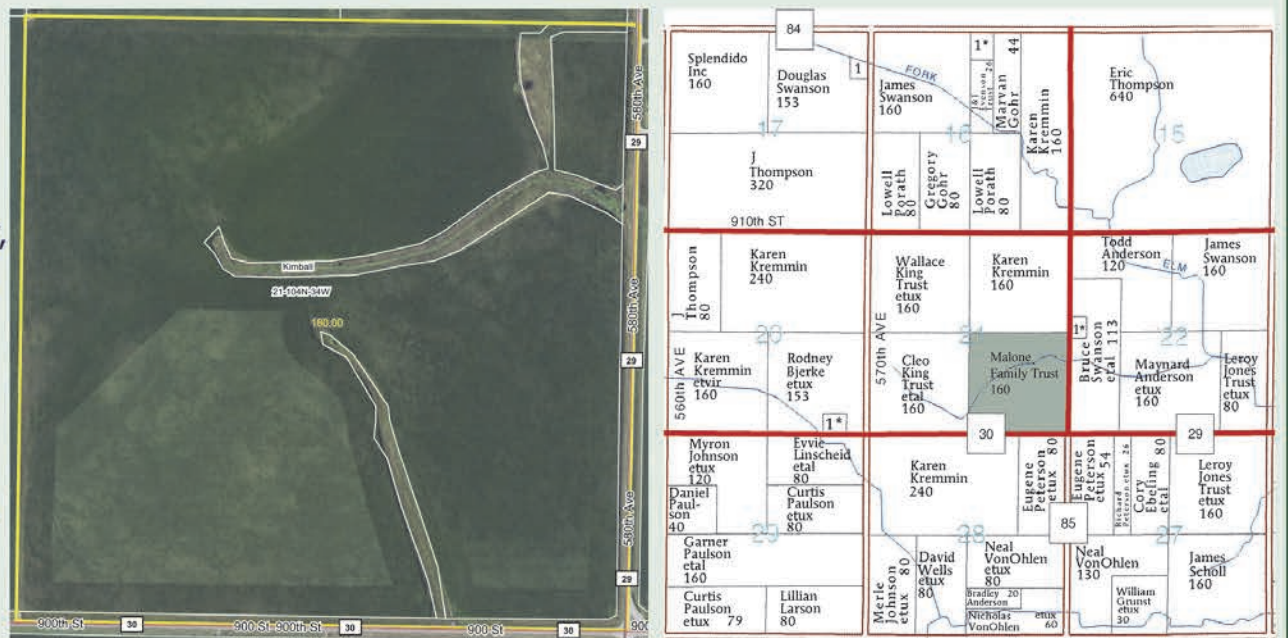 580th Ave
29
Kimball
21-104N-34W
160.00
580th Ave
29
580th Ave
29
900th St
30
900 St
900th St
30
900 St
30
900
,
84
Splendido
Inc
160
Douglas
Swanson
153
1
17
J
Thompson
320
910th ST
FORK
James
Swanson
160
1*
Evenson
Trust 26
Marvan
Gohr
44
Karen
Kremmin
160
16
Lowell
Porath
80
Gregory
Gohr
80
Lowell
Porath
80
Eric
Thompson
640
15
J Thompson
80
Karen
Kremmin
240
20
560th AVE
Karen
Kremmin
etvir
160
Rodney
Bjerke
etux
153
1*
Wallace
King
Trust
etux
160
Karen
Kremmin
160
570th AVE
21
Cleo
King
Trust
etal
160
Malone
Family Trust
160
30
Todd
Anderson
120
James
Swanson
160
ELM
1*
22
Bruce
Swanson
etal 113
Maynard
Anderson
etux
160
Leroy
Jones
Trust
etux
80
29
Myron
Johnson
etux
120
Evvie
Linscheid
etal
80
Daniel
Paul-
son
40
Curtis
Paulson
etux
80
29
Garner
Paulson
etal
160
Curtis
Paulson
etux 79
Lillian
Larson
80
Karen
Kremmin
240
Eugene
Peterson
etux 80
28
85
Merle
Johnson
etux 80
David
Wells
etux
80
Neal
VonOhlen
etux
80
Bradley 20
Anderson
Nicholas etux
VonOhlen 60
Eugene
Peterson
etux 54
Richard
Peterson etux 26
Cory
Ebeling
etal 80
Leroy
Jones
Trust
etux
160
27
Neal
VonOhlen
130
William
Grunst
etux
30
James
Scholl
160